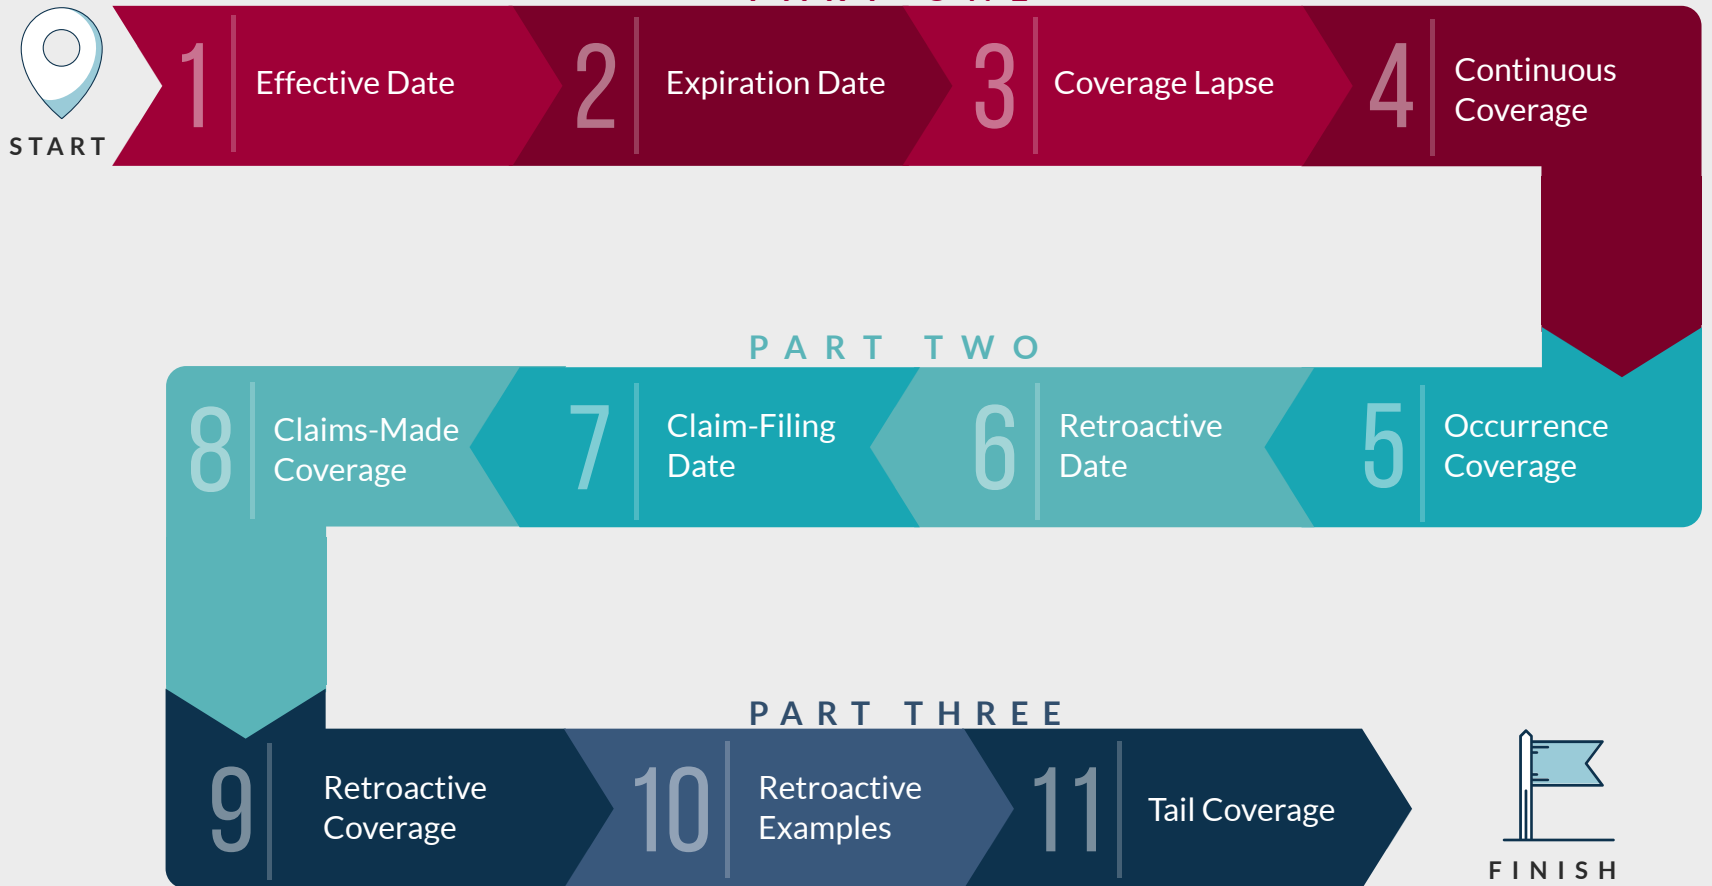 START
1
Effective Date
2
Expiration Date
3
Coverage Lapse
4
Continuous
Coverage
PART TWO
5
Occurrence
Coverage
6
Retroactive
Date
7
Claim-Filing
Date
8
Claims-Made
Coverage
PART THREE
9
Retroactive
Coverage
10
Retroactive
Examples
11
Tail Coverage
FINISH